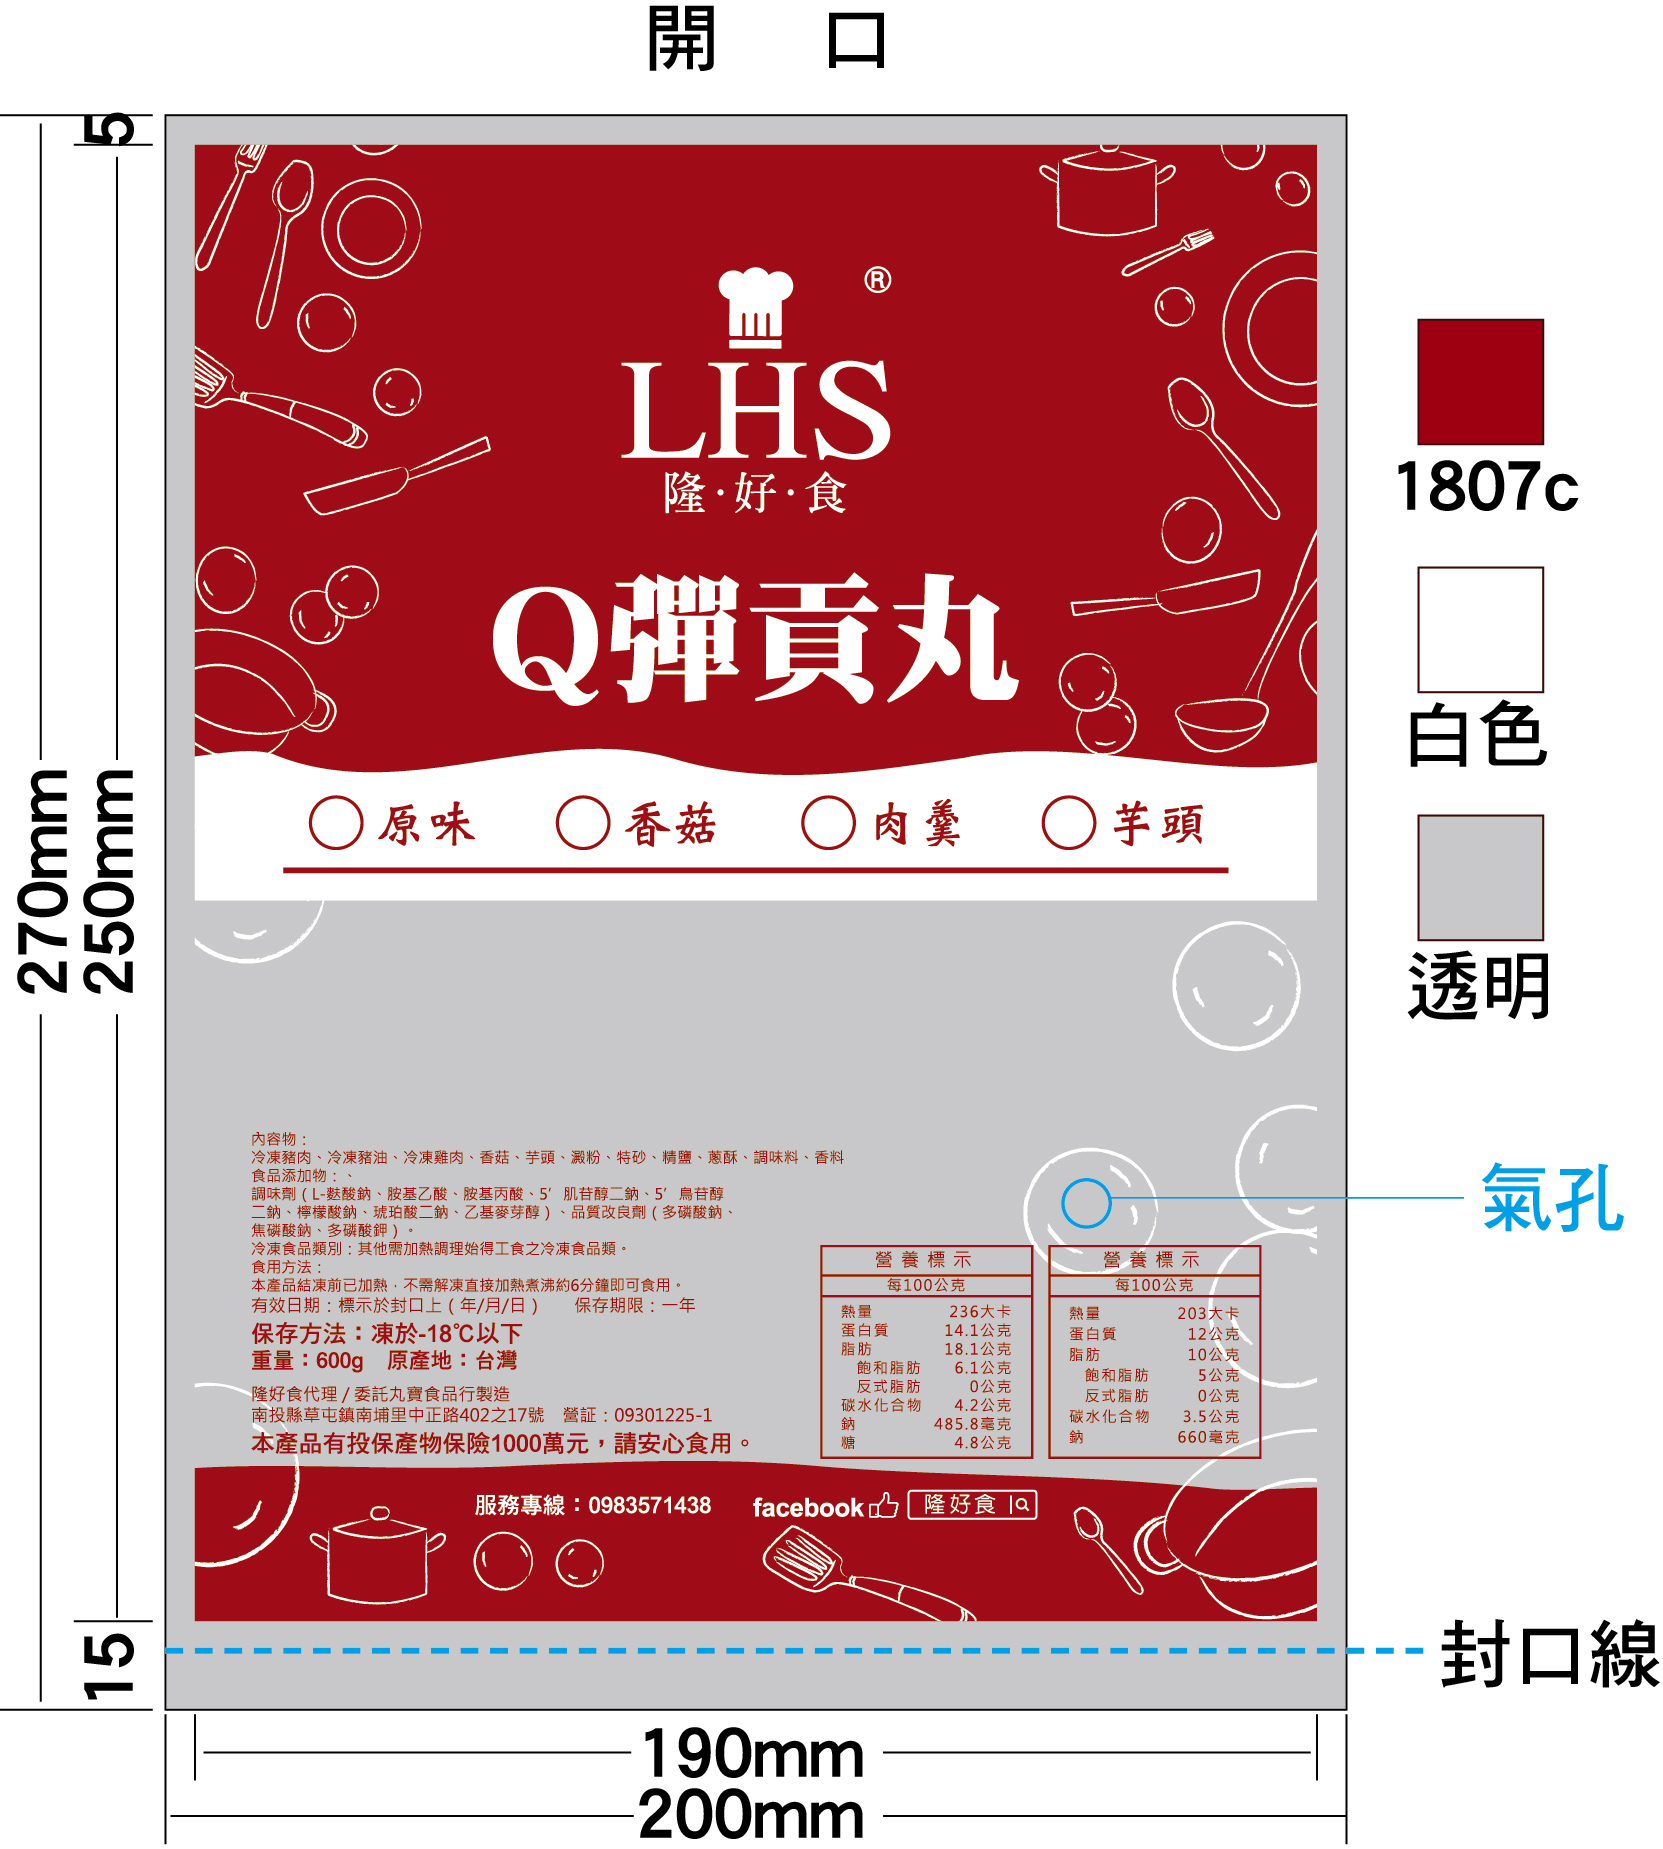 開 口
5
270mm
250mm
15
®
LHS
隆·好·食
Q彈貢丸
原味 香菇 肉羹 芋頭
1807c
白色
透明
氣孔
封口線
內容物：
冷凍豬肉、冷凍豬油、冷凍雞肉、香菇、芋頭、澱粉、特砂、精鹽、蔥酥、調味料、香料
食品添加物：、
調味劑（L-麩酸鈉、胺基乙酸、胺基丙酸、5’肌苷醇二鈉、5’鳥苷醇
二鈉、檸檬酸鈉、琥珀酸二鈉、乙基麥芽醇）、品質改良劑（多磷酸鈉、
焦磷酸鈉、多磷酸鉀）。
冷凍食品類別：其他需加熱調理始得工食之冷凍食品類。
食用方法：
本產品結凍前已加熱，不需解凍直接加熱煮沸約6分鐘即可食用。
有效日期：標示於封口上（年/月/日） 保存期限：一年
保存方法：凍於-18℃以下
重量：600g 原產地：台灣
隆好食代理 / 委託丸寶食品行製造
南投縣草屯鎮南埔里中正路402之17號 營証：09301225-1
本產品有投保產物保險1000萬元，請安心食用。
營養標示
每100公克
熱量 236大卡
蛋白質 14.1公克
脂肪 18.1公克
飽和脂肪 6.1公克
反式脂肪 0公克
碳水化合物 4.2公克
鈉 485.8毫克
糖 4.8公克
營養標示
每100公克
熱量 203大卡
蛋白質 12公克
脂肪 10公克
飽和脂肪 5公克
反式脂肪 0公克
碳水化合物 3.5公克
鈉 660毫克
服務專線：0983571438 facebook 隆好食
190mm
200mm